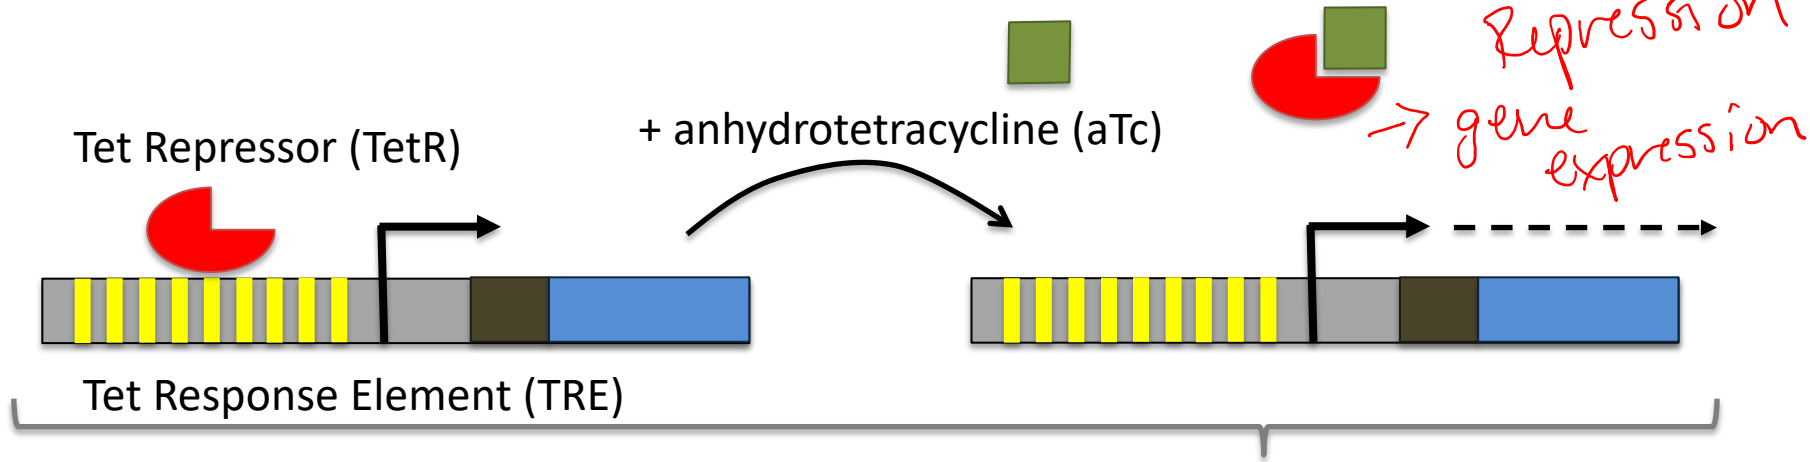 Repression
→ gene
expression
+ anhydrotetracycline (aTc)
Tet Repressor (TetR)
Tet Response Element (TRE)